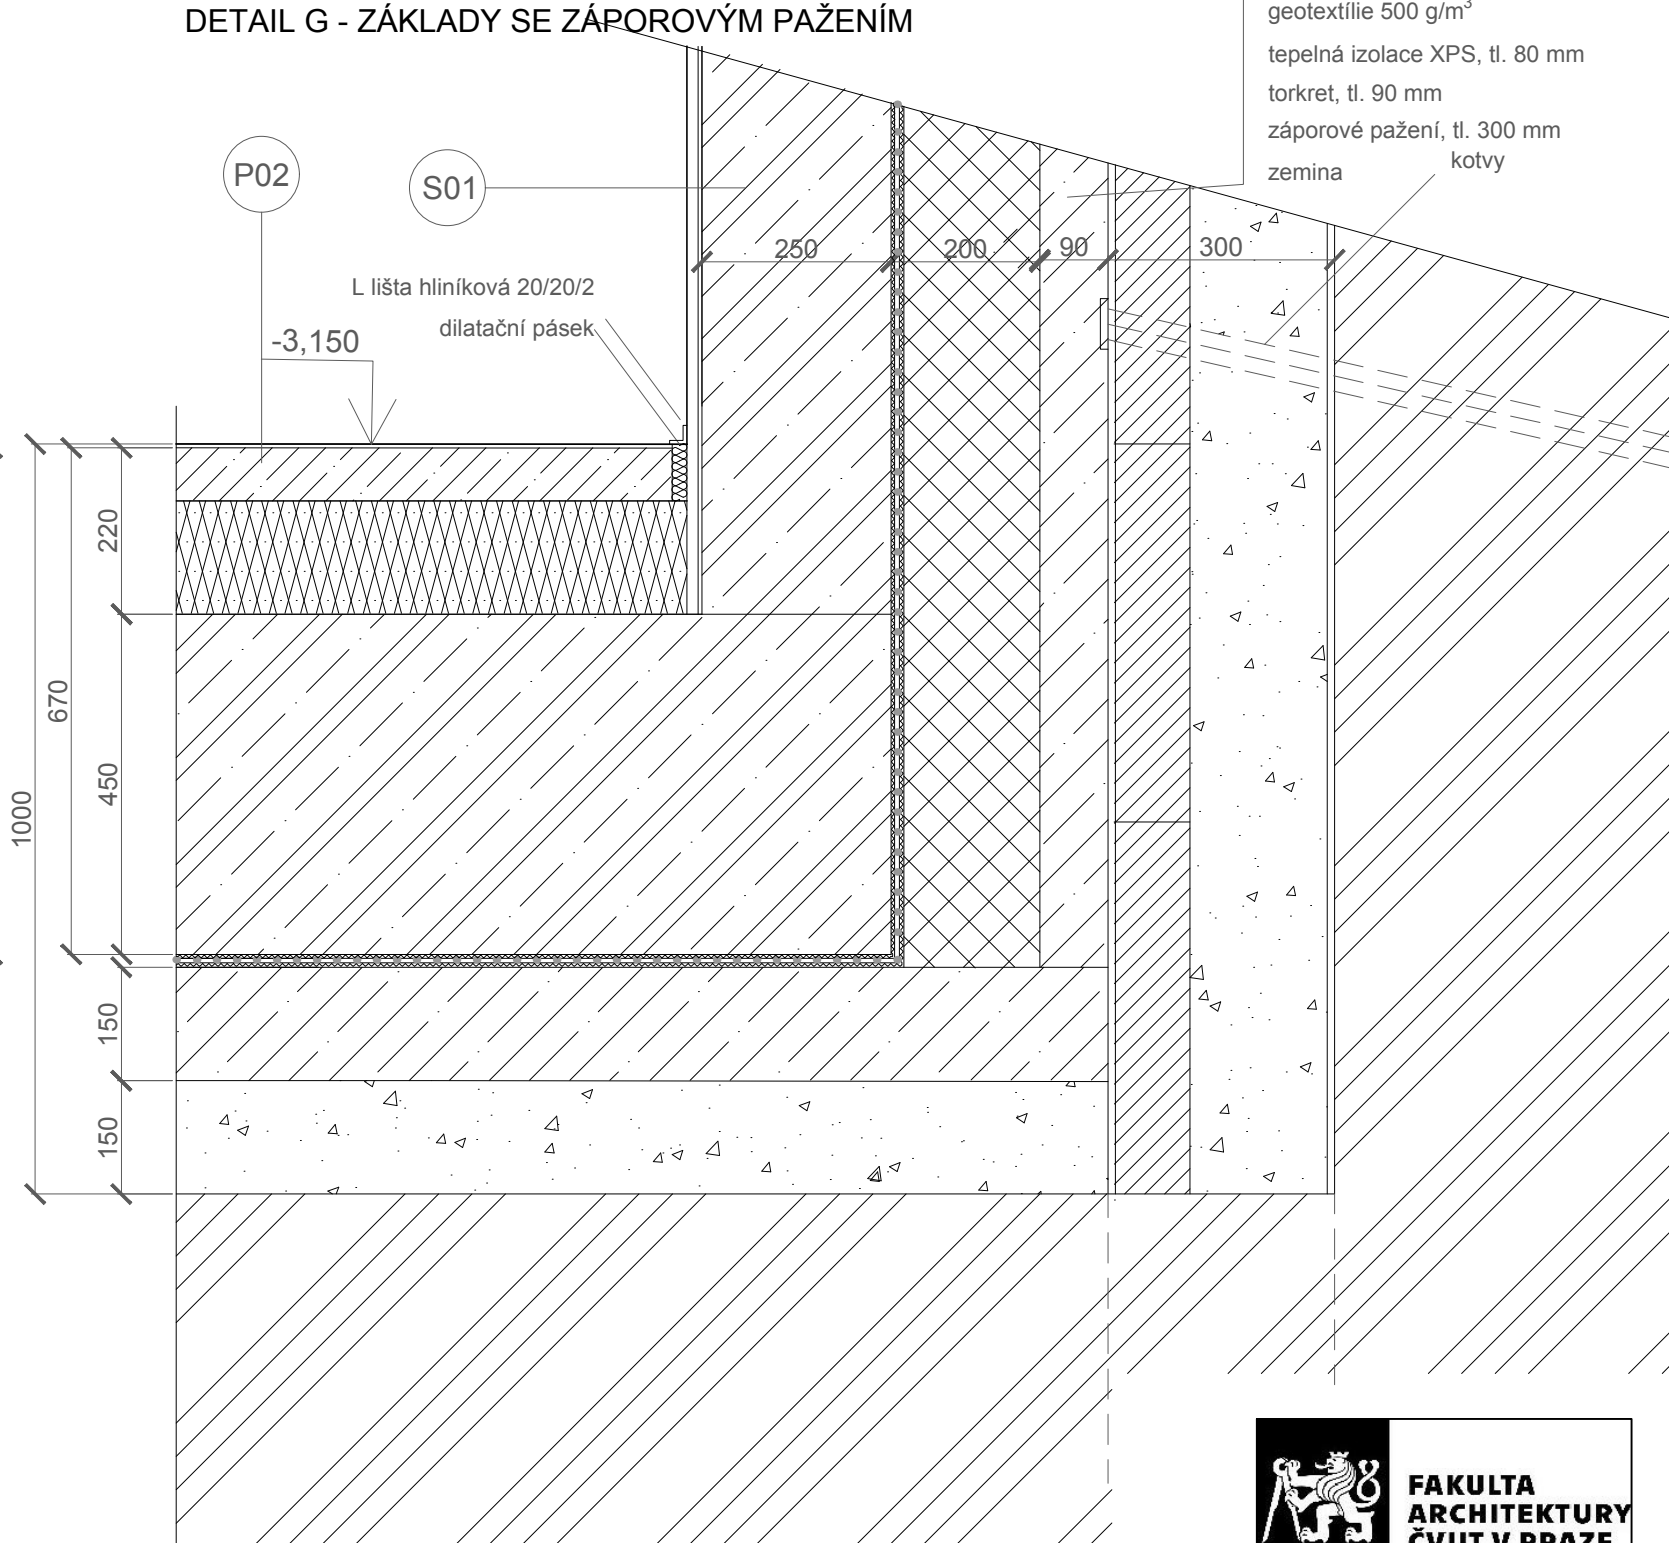 DETAIL G - ZÁKLADY SE ZÁPOROVÝM PAŽENÍM
geotextílie 500 g/m³
tepelná izolace XPS, tl. 80 mm
torkret, tl. 90 mm
záporové pažení, tl. 300 mm
zemina
kotvy
P02
S01
250
200
90
300
L lišta hliníková 20/20/2
dilatační pásek
-3,150
220
670
450
1000
150
150
FAKULTA
ARCHITEKTURY
ČVUT V PRAZE